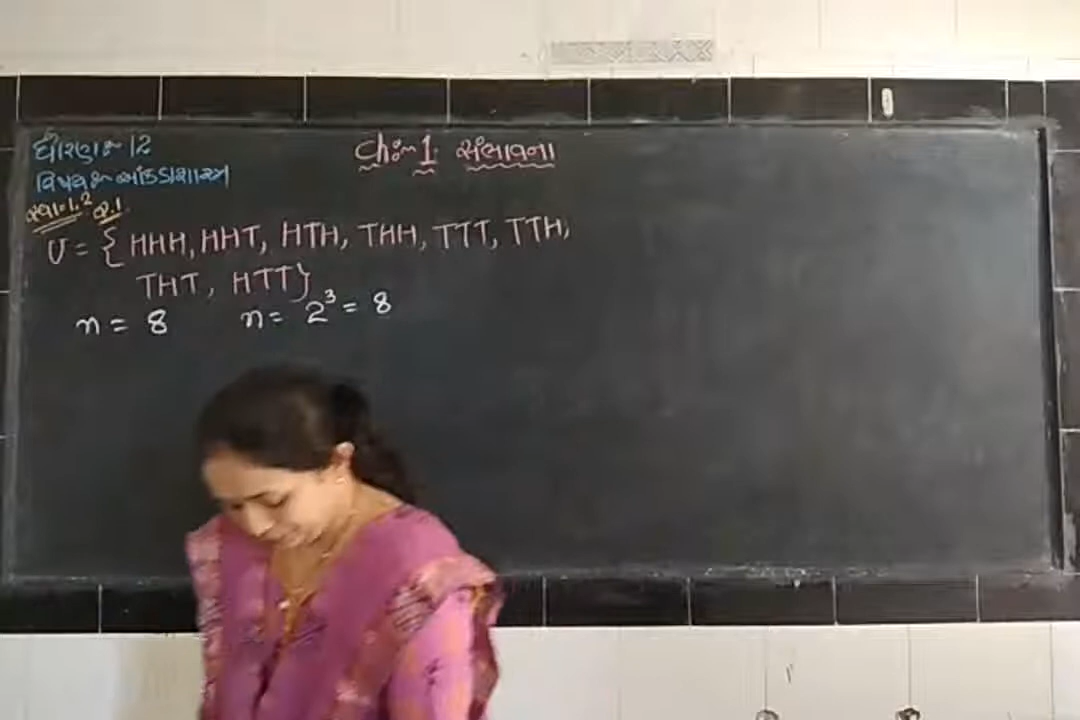 ધોરણ :- 12
Ch :- 1. સંભાવના
વિષય :- આંકડાશાસ્ત્ર
સ્વા. 1.2 ઉ.1.
U = { HHH, HHT, HTH, THH, TTT, TTH,
THT, HTT}
n = 8 n = 2³ = 8